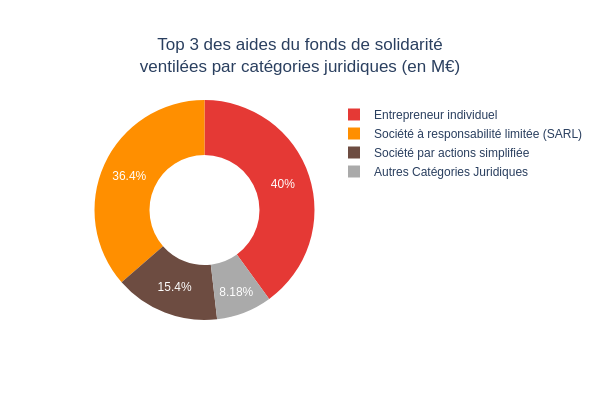 Top 3 des aides du fonds de solidarité
ventilées par catégories juridiques (en M€)
Entrepreneur individuel
Société à responsabilité limitée (SARL)
Société par actions simplifiée
Autres Catégories Juridiques
36.4%
40%
15.4%
8.18%